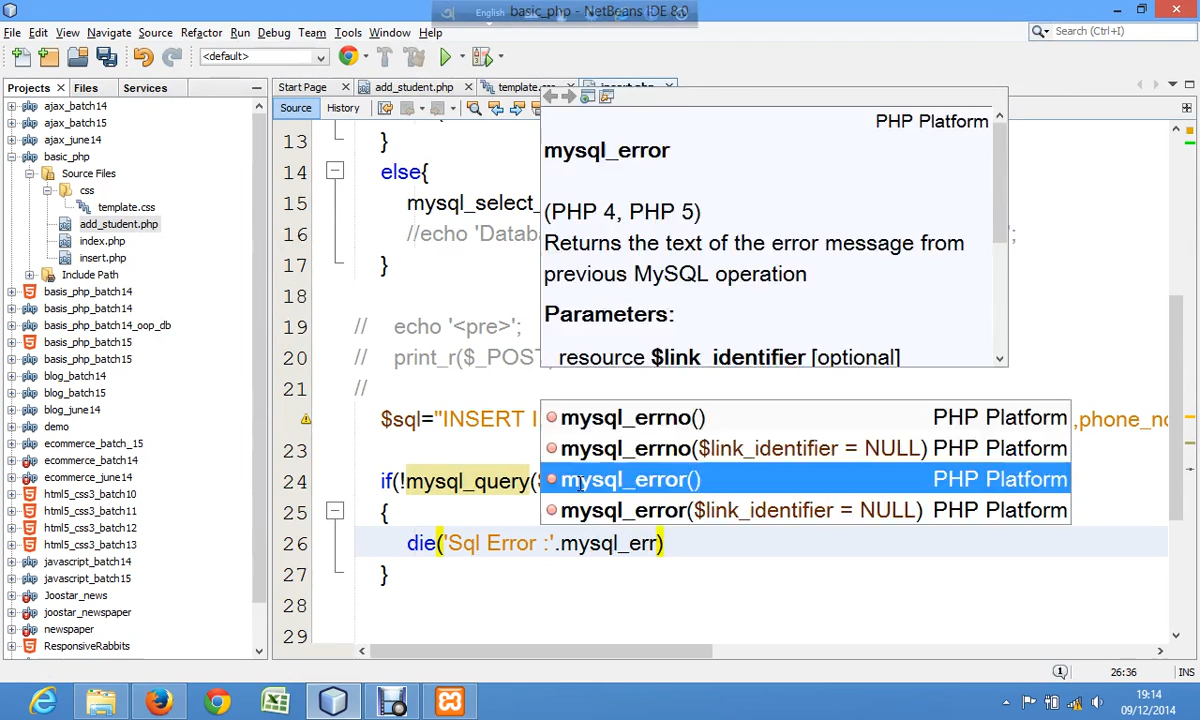 English
basic_php - NetBeans IDE 8.0
File Edit View Navigate Source Refactor Run Debug Team Tools Window Help
Search (Ctrl+I)
<default>
Projects Files Services
Start Page add_student.php
Source History
ajax_batch14
ajax_batch15
ajax_june14
basic_php
Source Files
css
template.css
add_student.php
index.php
insert.php
Include Path
basis_php_batch14
basis_php_batch14
basis_php_batch14_oop_db
basis_php_batch15
basis_php_batch15
blog_batch14
blog_batch15
blog_june14
demo
ecommerce_batch_15
ecommerce_batch14
ecommerce_june14
html5_css3_batch10
html5_css3_batch11
html5_css3_batch12
html5_css3_batch13
javascript_batch14
javascript_batch15
Joostar_news
joostar_newspaper
newspaper
ResponsiveRabbits
13 }
14 else{
15 mysql_select_
16 //echo 'Datab ;
17 }
18
19 // echo '<pre>';
20 // print_r($_POST
21 //
$sql="INSERT I ,phone_no
23
24 if(!mysql_query(
25 {
26 die('Sql Error :'.mysql_err)
27 }
28
29
PHP Platform
mysql_error
(PHP 4, PHP 5)
Returns the text of the error message from
previous MySQL operation
Parameters:
resource $link_identifier [optional]
mysql_errno() PHP Platform
mysql_errno($link_identifier = NULL) PHP Platform
mysql_error() PHP Platform
mysql_error($link_identifier = NULL) PHP Platform
26:36 INS
19:14
09/12/2014